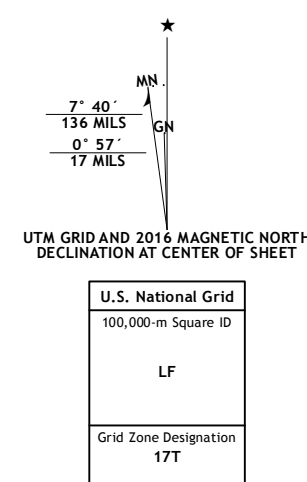 ★
MN
7° 40´
136 MILS
GN
0° 57´
17 MILS
UTM GRID AND 2016 MAGNETIC NORTH
DECLINATION AT CENTER OF SHEET
U.S. National Grid
100,000-m Square ID
LF
Grid Zone Designation
17T